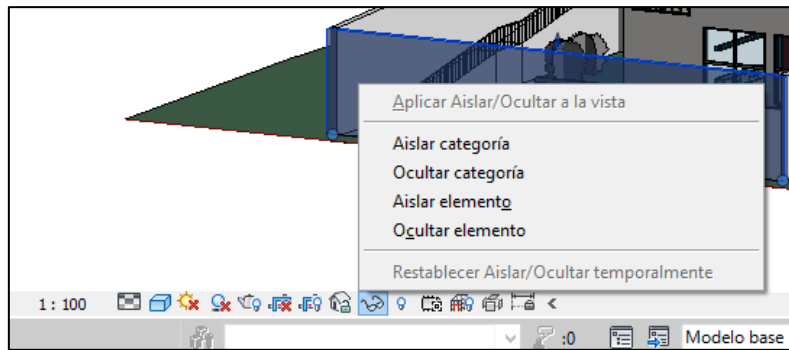 Aplicar Aislar/Ocultar a la vista
Aislar categoría
Ocultar categoría
Aislar elemento
Ocultar elemento
Restablecer Aislar/Ocultar temporalmente
1 : 100
:0
Modelo base